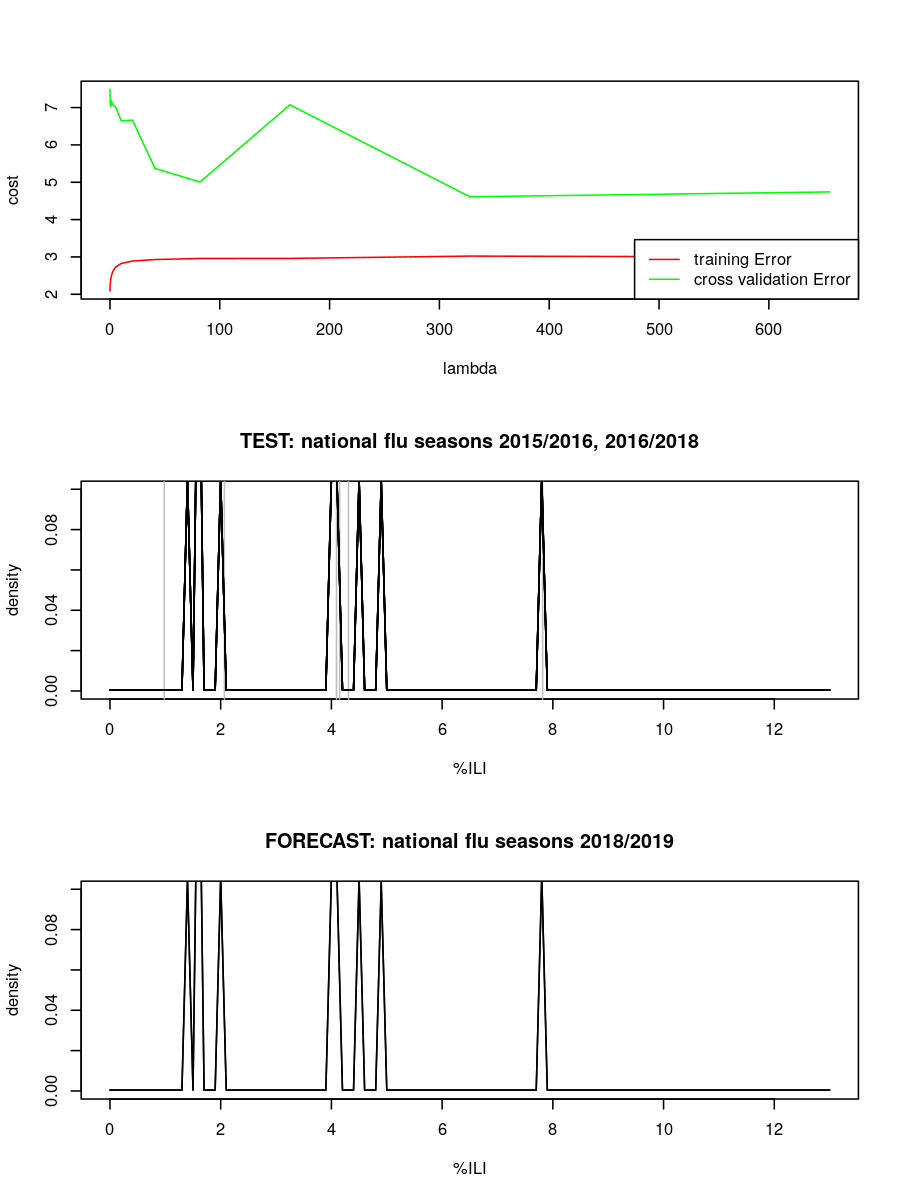 cost
7
6
5
4
3
2
training Error
cross validation Error
0 100 200 300 400 500 600
lambda
TEST: national flu seasons 2015/2016, 2016/2018
density
0.08
0.04
0.00
0 2 4 6 8 10 12
%ILI
FORECAST: national flu seasons 2018/2019
density
0.08
0.04
0.00
0 2 4 6 8 10 12
%ILI